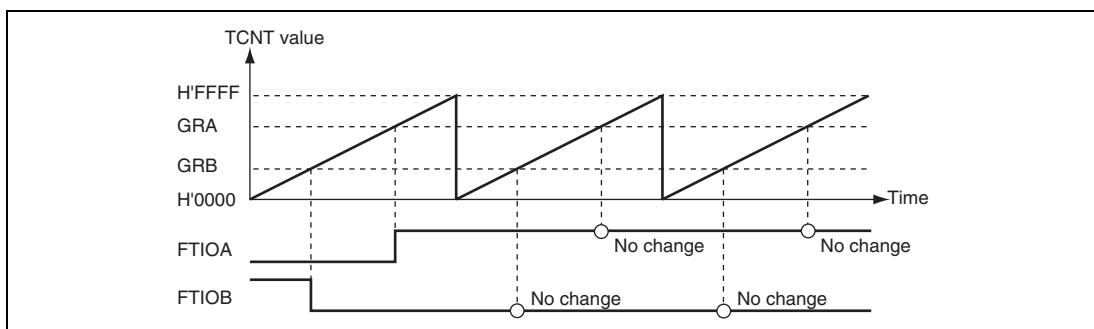 TCNT value
H'FFFF
GRA
GRB
H'0000
Time
FTIOA
No change
No change
FTIOB
No change
No change